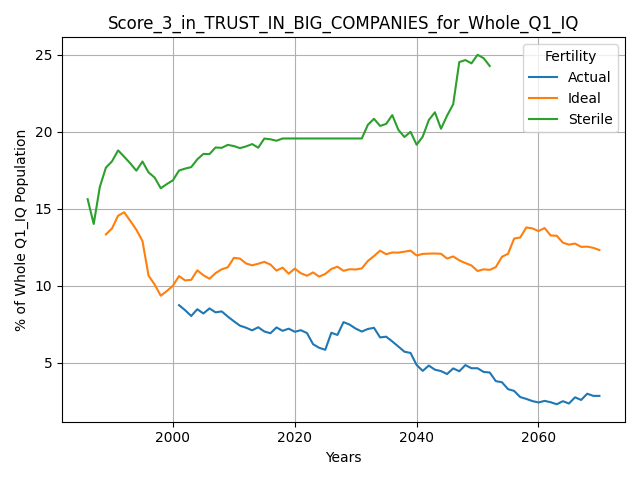 Score_3_in_TRUST_IN_BIG_COMPANIES_for_Whole_Q1_IQ
% of Whole Q1_IQ Population
25
20
15
10
5
Fertility
Actual
Ideal
Sterile
2000
2020
2040
2060
Years